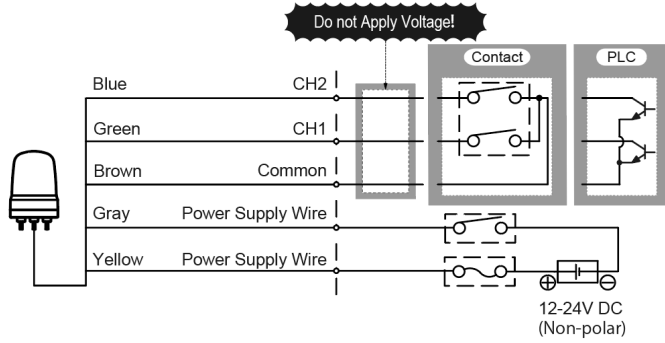 Do not Apply Voltage!
Contact
PLC
Blue
CH2
Green
CH1
Brown
Common
Gray
Power Supply Wire
Yellow
Power Supply Wire
12-24V DC
(Non-polar)